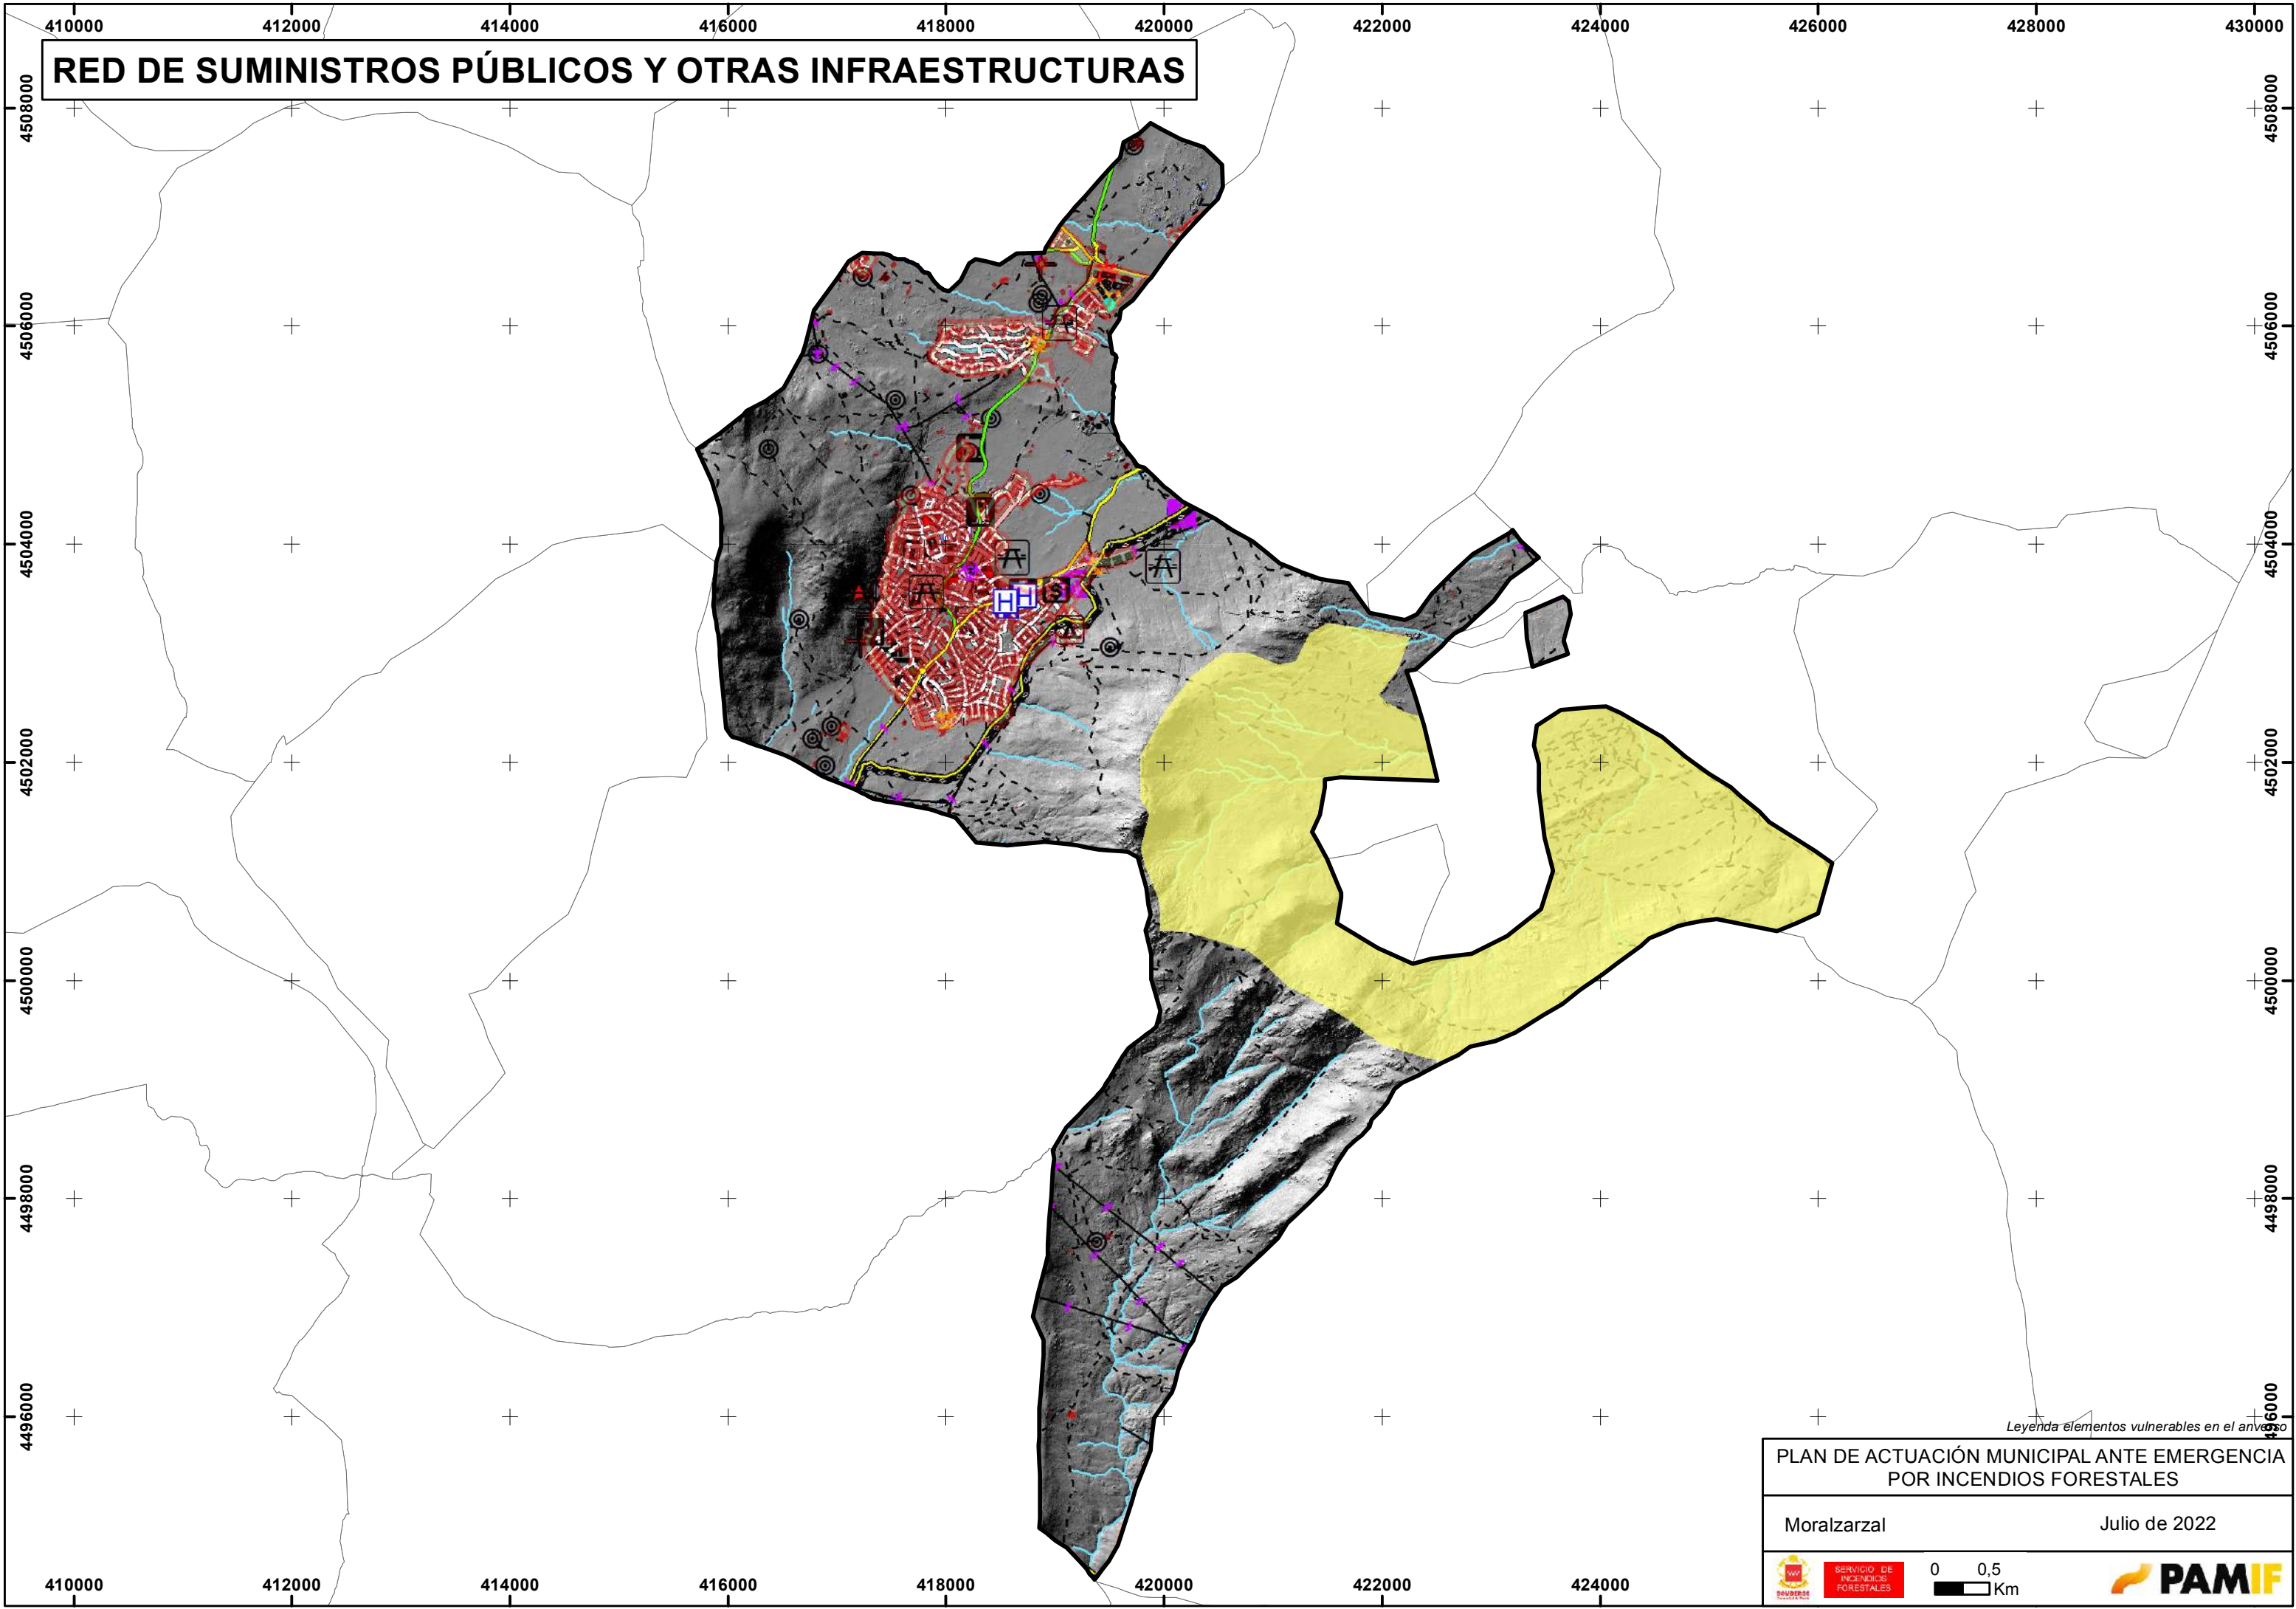 410000 412000 414000 416000 418000 420000 422000 424000 426000 428000 430000
RED DE SUMINISTROS PÚBLICOS Y OTRAS INFRAESTRUCTURAS
4508000 4508000
4506000 4506000
4504000 4504000
H H S
4502000 4502000
4500000 4500000
4498000 4498000
4496000 4496000
Leyenda elementos vulnerables en el anverso
PLAN DE ACTUACIÓN MUNICIPAL ANTE EMERGENCIA
POR INCENDIOS FORESTALES
Moralzarzal Julio de 2022
SERVICIO DE
INCENDIOS
FORESTALES
BOMBEROS
0 0,5
Km
PAMIF
410000 412000 414000 416000 418000 420000 422000 424000